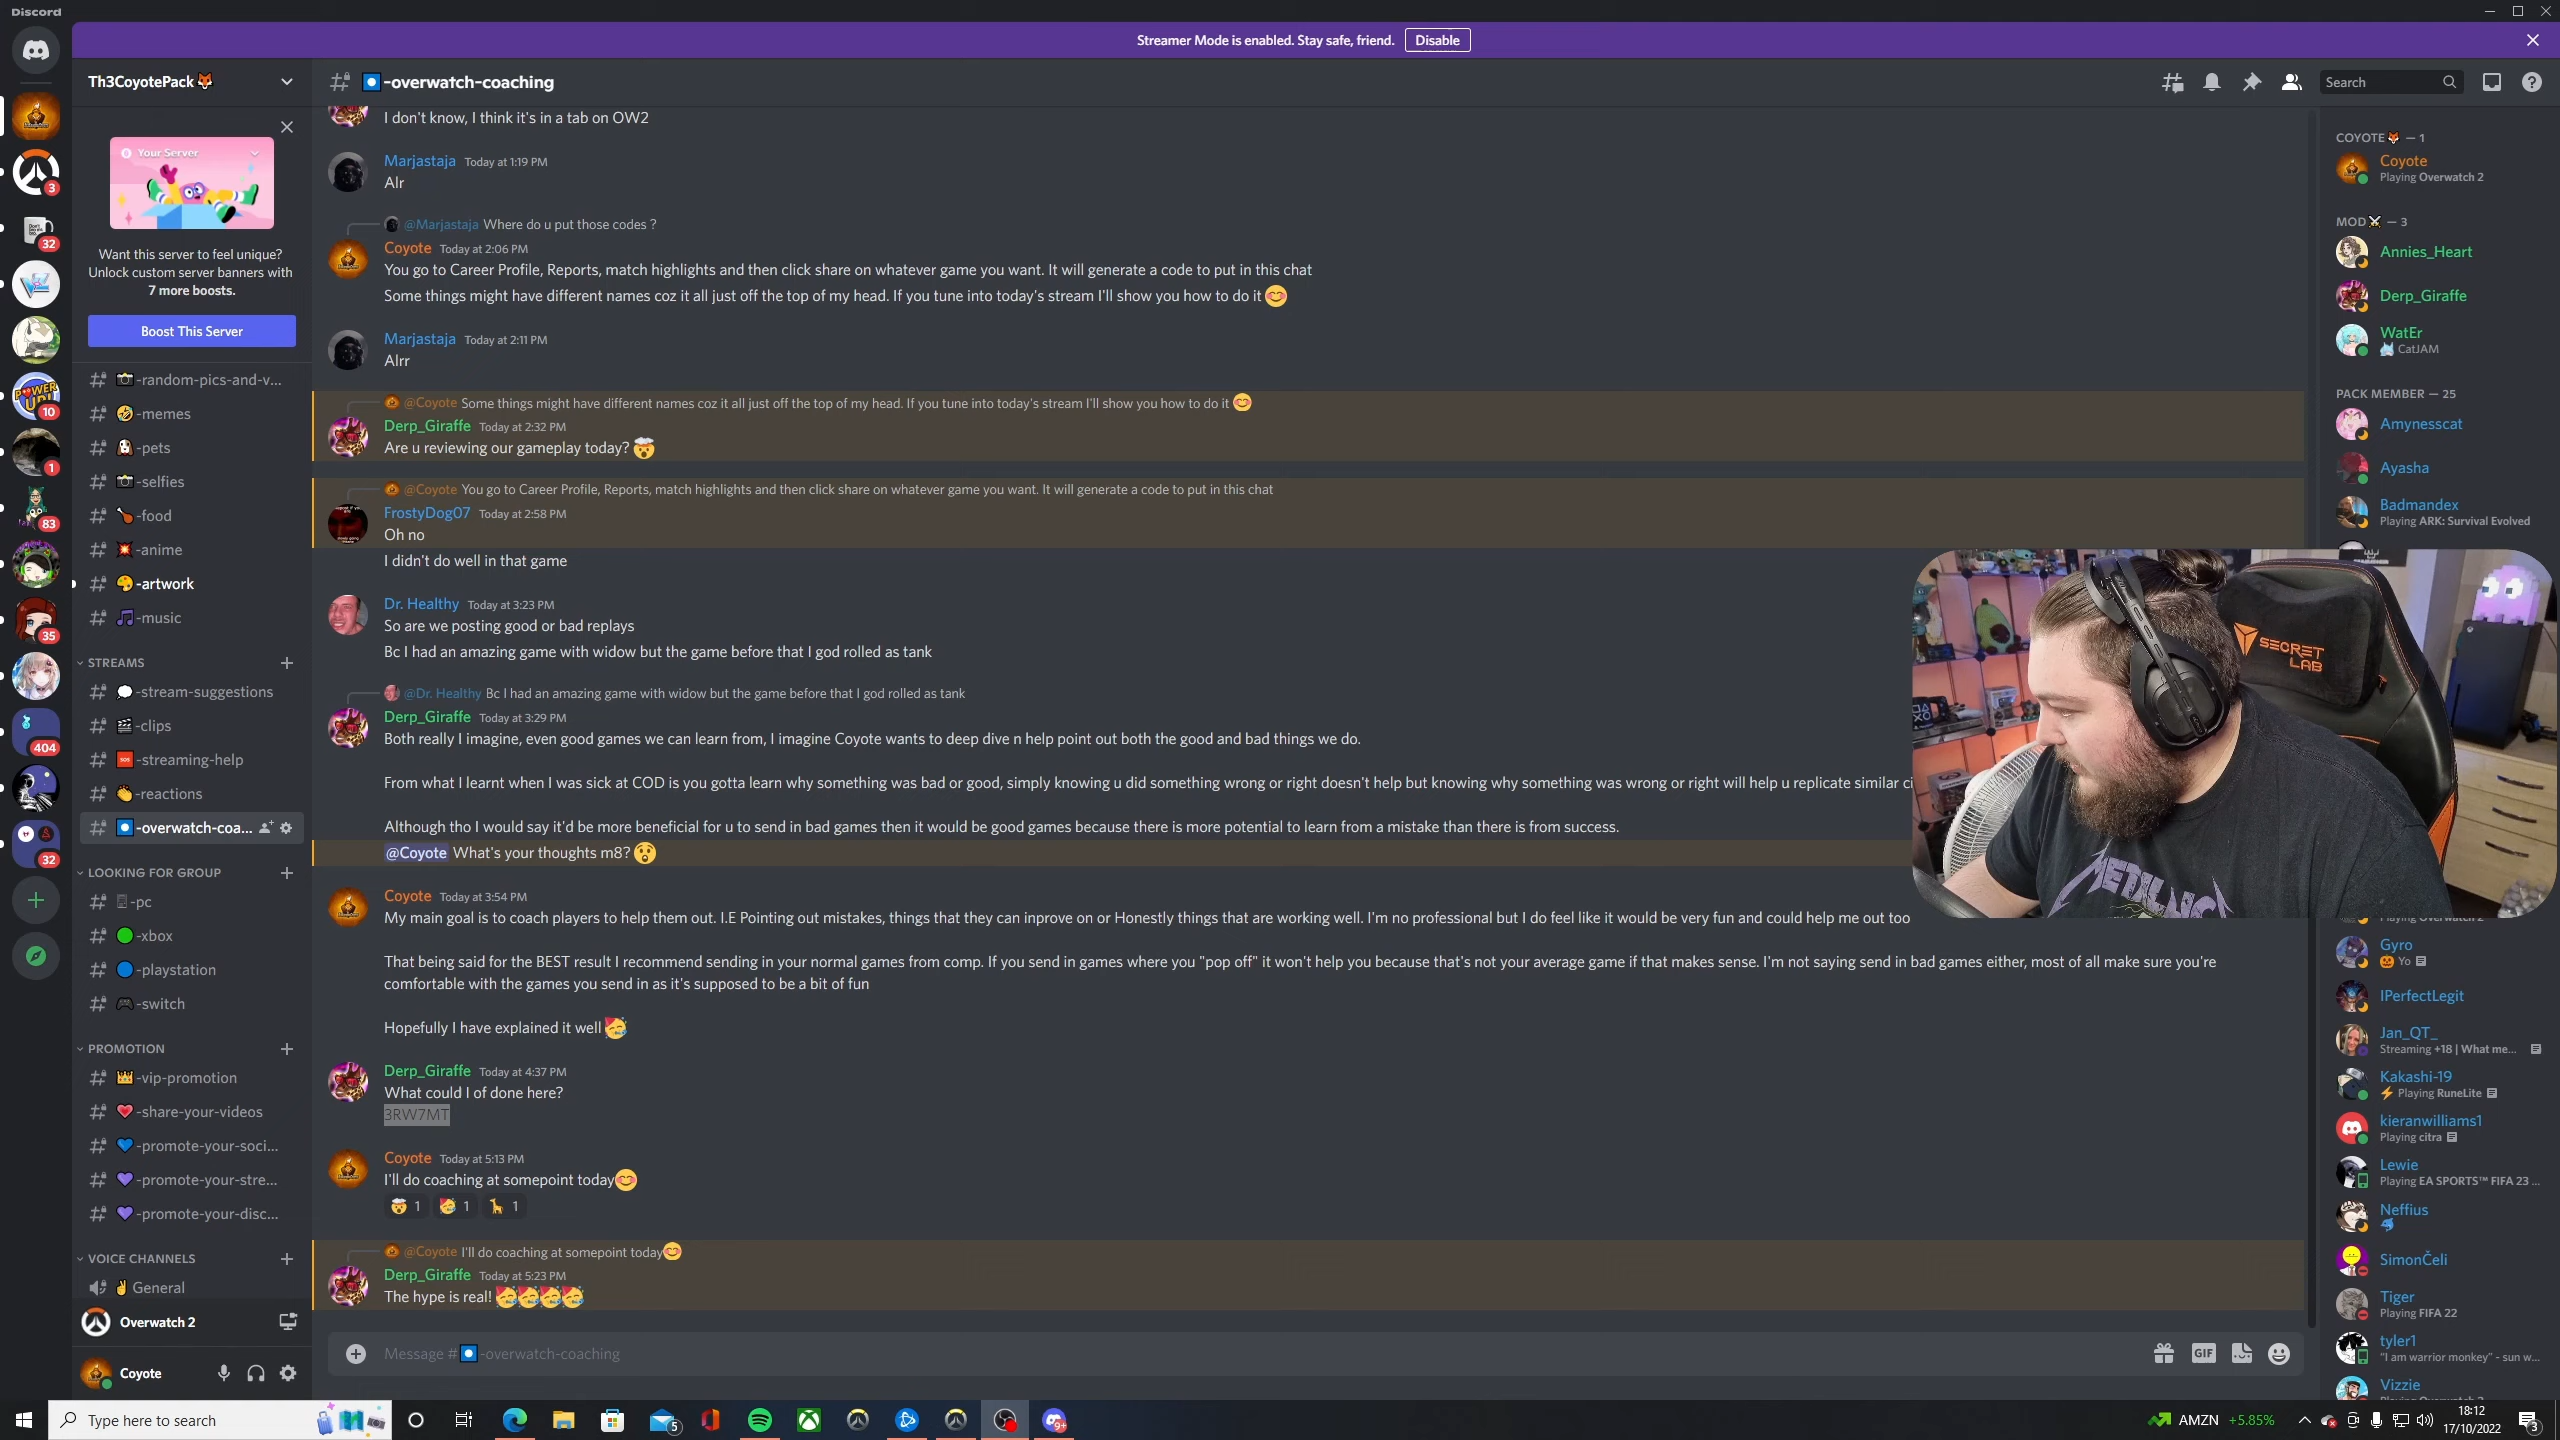 Discord
Streamer Mode is enabled. Stay safe, friend.
Disable
Th3CoyotePack
-overwatch-coaching
Search
Your Server
Want this server to feel unique?
Unlock custom server banners with
7 more boosts.
Boost This Server
-random-pics-and-v...
-memes
-pets
-selfies
-food
-anime
-artwork
-music
STREAMS
-stream-suggestions
-clips
-streaming-help
-reactions
-overwatch-coa...
LOOKING FOR GROUP
-pc
-xbox
-playstation
-switch
PROMOTION
-vip-promotion
-share-your-videos
-promote-your-soci...
-promote-your-stre...
-promote-your-disc...
VOICE CHANNELS
General
Overwatch 2
Coyote
3
32
10
1
83
35
404
32
I don't know, I think it's in a tab on OW2
Marjastaja Today at 1:19 PM
Alr
@Marjastaja Where do u put those codes ?
Coyote Today at 2:06 PM
You go to Career Profile, Reports, match highlights and then click share on whatever game you want. It will generate a code to put in this chat
Some things might have different names coz it all just off the top of my head. If you tune into today's stream I'll show you how to do it
Marjastaja Today at 2:11 PM
Alrr
@Coyote Some things might have different names coz it all just off the top of my head. If you tune into today's stream I'll show you how to do it
Derp_Giraffe Today at 2:32 PM
Are u reviewing our gameplay today?
@Coyote You go to Career Profile, Reports, match highlights and then click share on whatever game you want. It will generate a code to put in this chat
FrostyDog07 Today at 2:58 PM
Oh no
I didn't do well in that game
Dr. Healthy Today at 3:23 PM
So are we posting good or bad replays
Bc I had an amazing game with widow but the game before that I god rolled as tank
@Dr. Healthy Bc I had an amazing game with widow but the game before that I god rolled as tank
Derp_Giraffe Today at 3:29 PM
Both really I imagine, even good games we can learn from, I imagine Coyote wants to deep dive n help point out both the good and bad things we do.
From what I learnt when I was sick at COD is you gotta learn why something was bad or good, simply knowing u did something wrong or right doesn't help but knowing why something was wrong or right will help u replicate similar ci
Although tho I would say it'd be more beneficial for u to send in bad games then it would be good games because there is more potential to learn from a mistake than there is from success.
@Coyote What's your thoughts m8?
Coyote Today at 3:54 PM
My main goal is to coach players to help them out. I.E Pointing out mistakes, things that they can inprove on or Honestly things that are working well. I'm no professional but I do feel like it would be very fun and could help me out too
That being said for the BEST result I recommend sending in your normal games from comp. If you send in games where you "pop off" it won't help you because that's not your average game if that makes sense. I'm not saying send in bad games either, most of all make sure you're
comfortable with the games you send in as it's supposed to be a bit of fun
Hopefully I have explained it well
Derp_Giraffe Today at 4:37 PM
What could I of done here?
3RW7MT
Coyote Today at 5:13 PM
I'll do coaching at somepoint today
1 1 1
@Coyote I'll do coaching at somepoint today
Derp_Giraffe Today at 5:23 PM
The hype is real!
Message # -overwatch-coaching
GIF
COYOTE — 1
Coyote
Playing Overwatch 2
MOD — 3
Annies_Heart
Derp_Giraffe
WatEr
CatJAM
PACK MEMBER — 25
Amynesscat
Ayasha
Badmandex
Playing ARK: Survival Evolved
SECRET
LAB
METALLICA
Playing Overwatch 2
Gyro
Yo
IPerfectLegit
Jan_QT_
Streaming +18 | What me...
Kakashi-19
Playing RuneLite
kieranwilliams1
Playing citra
Lewie
Playing EA SPORTS™ FIFA 23 ...
Neffius
SimonČeli
Tiger
Playing FIFA 22
tyler1
"I am warrior monkey" - sun w...
Vizzie
Playing Overwatch 2
Type here to search
5
9+
AMZN +5.85%
18:12
17/10/2022
3